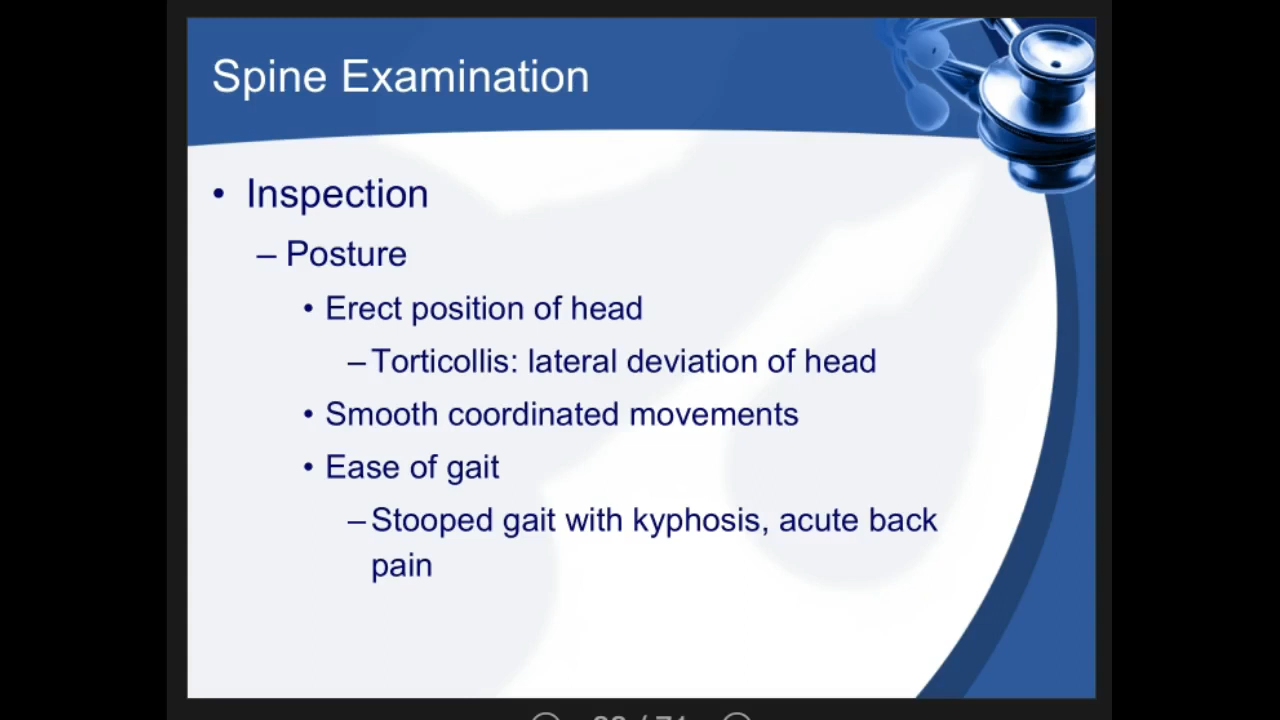 Spine Examination
• Inspection
– Posture
• Erect position of head
– Torticollis: lateral deviation of head
• Smooth coordinated movements
• Ease of gait
– Stooped gait with kyphosis, acute back
pain